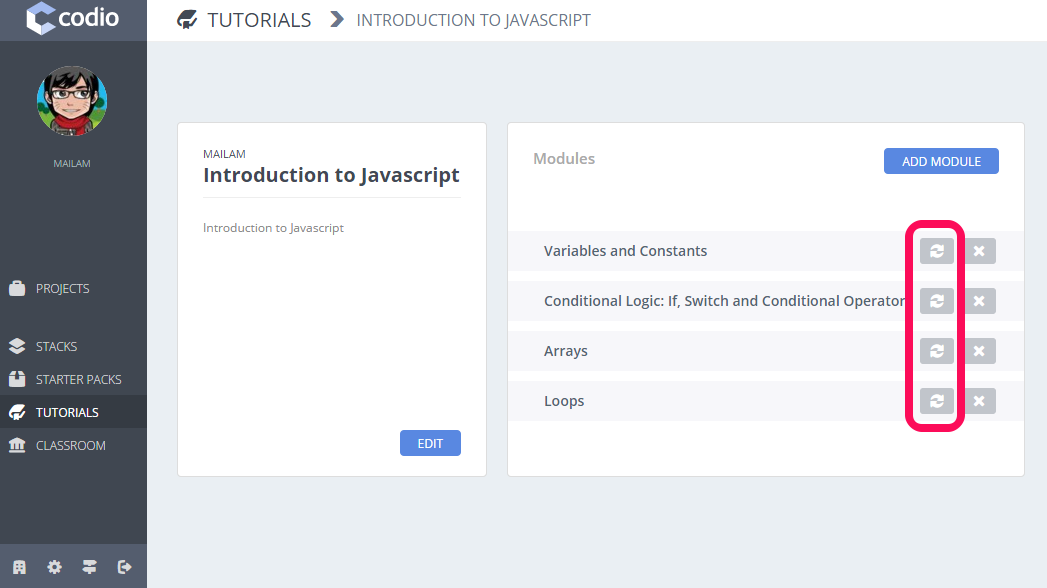 codio
TUTORIALS INTRODUCTION TO JAVASCRIPT
MAILAM
PROJECTS
STACKS
STARTER PACKS
TUTORIALS
CLASSROOM
MAILAM
Introduction to Javascript
Introduction to Javascript
EDIT
Modules
ADD MODULE
Variables and Constants
Conditional Logic: If, Switch and Conditional Operator
Arrays
Loops